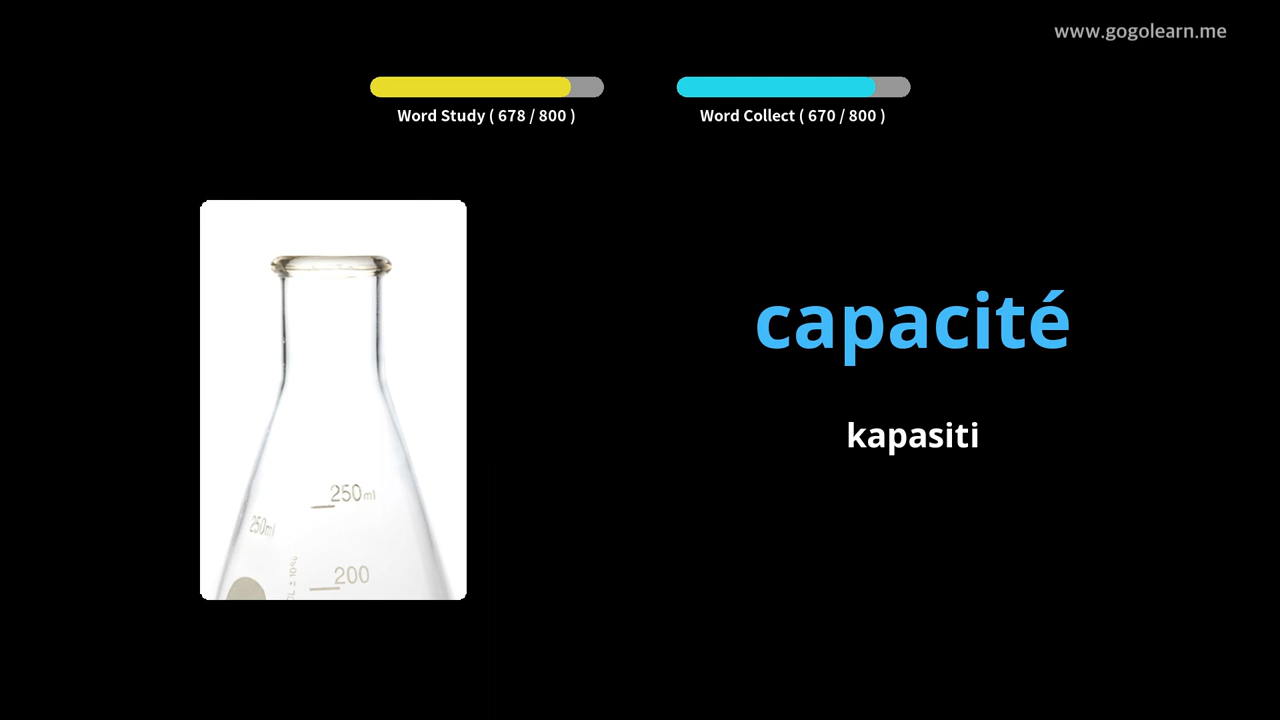 www.gogolearn.me
Word Study ( 678 / 800 )
Word Collect ( 670 / 800 )
capacité
kapasiti
250ml
250ml
200